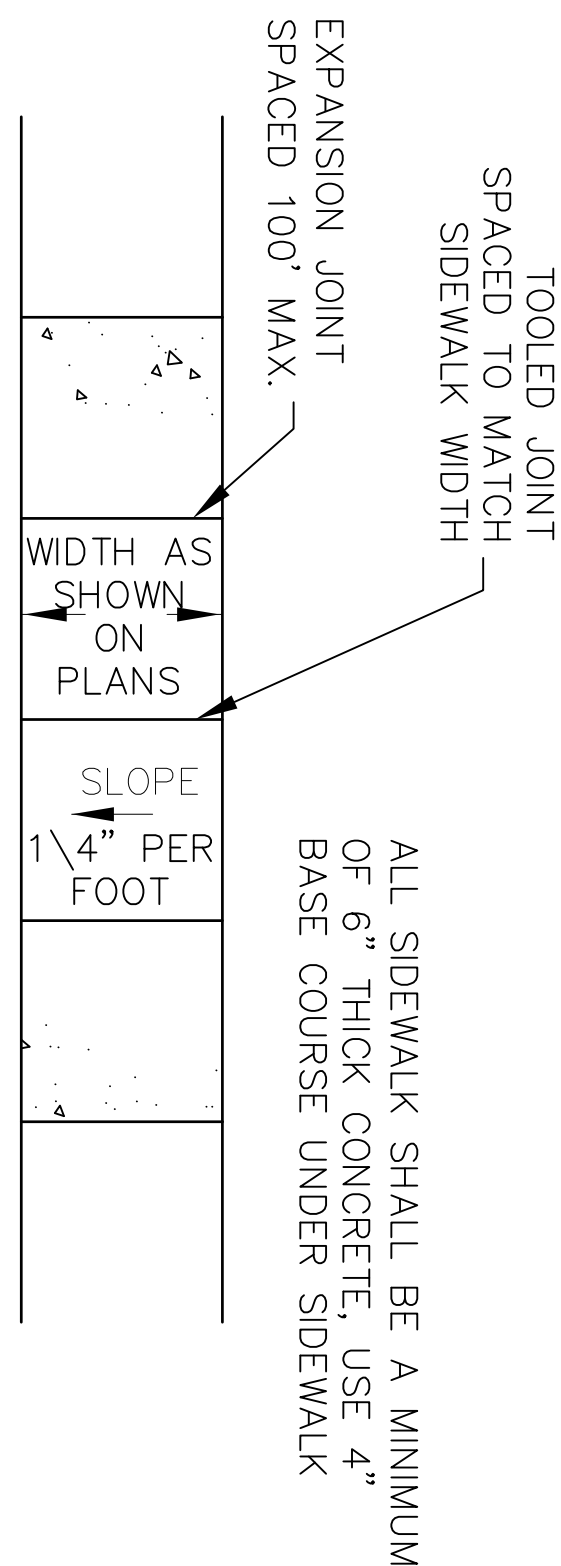 TOOLED JOINT
SPACED TO MATCH
SIDEWALK WIDTH
EXPANSION JOINT
SPACED 100' MAX.
WIDTH AS
SHOWN
ON
PLANS
SLOPE
1\4” PER
FOOT
ALL SIDEWALK SHALL BE A MINIMUM
OF 6” THICK CONCRETE, USE 4”
BASE COURSE UNDER SIDEWALK